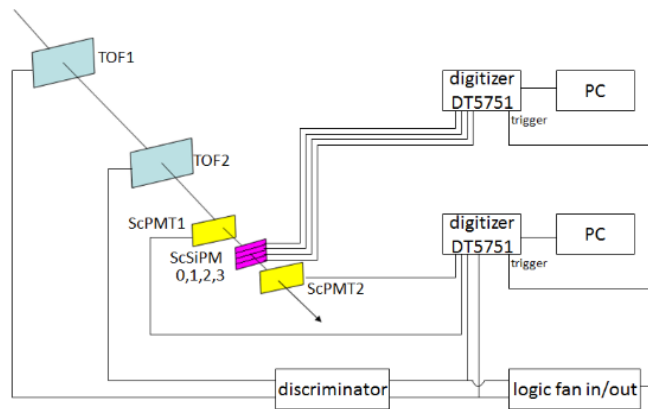 TOF1
digitizer
DT5751
PC
trigger
TOF2
ScPMT1
ScSiPM
0,1,2,3
digitizer
DT5751
PC
trigger
ScPMT2
discriminator
logic fan in/out